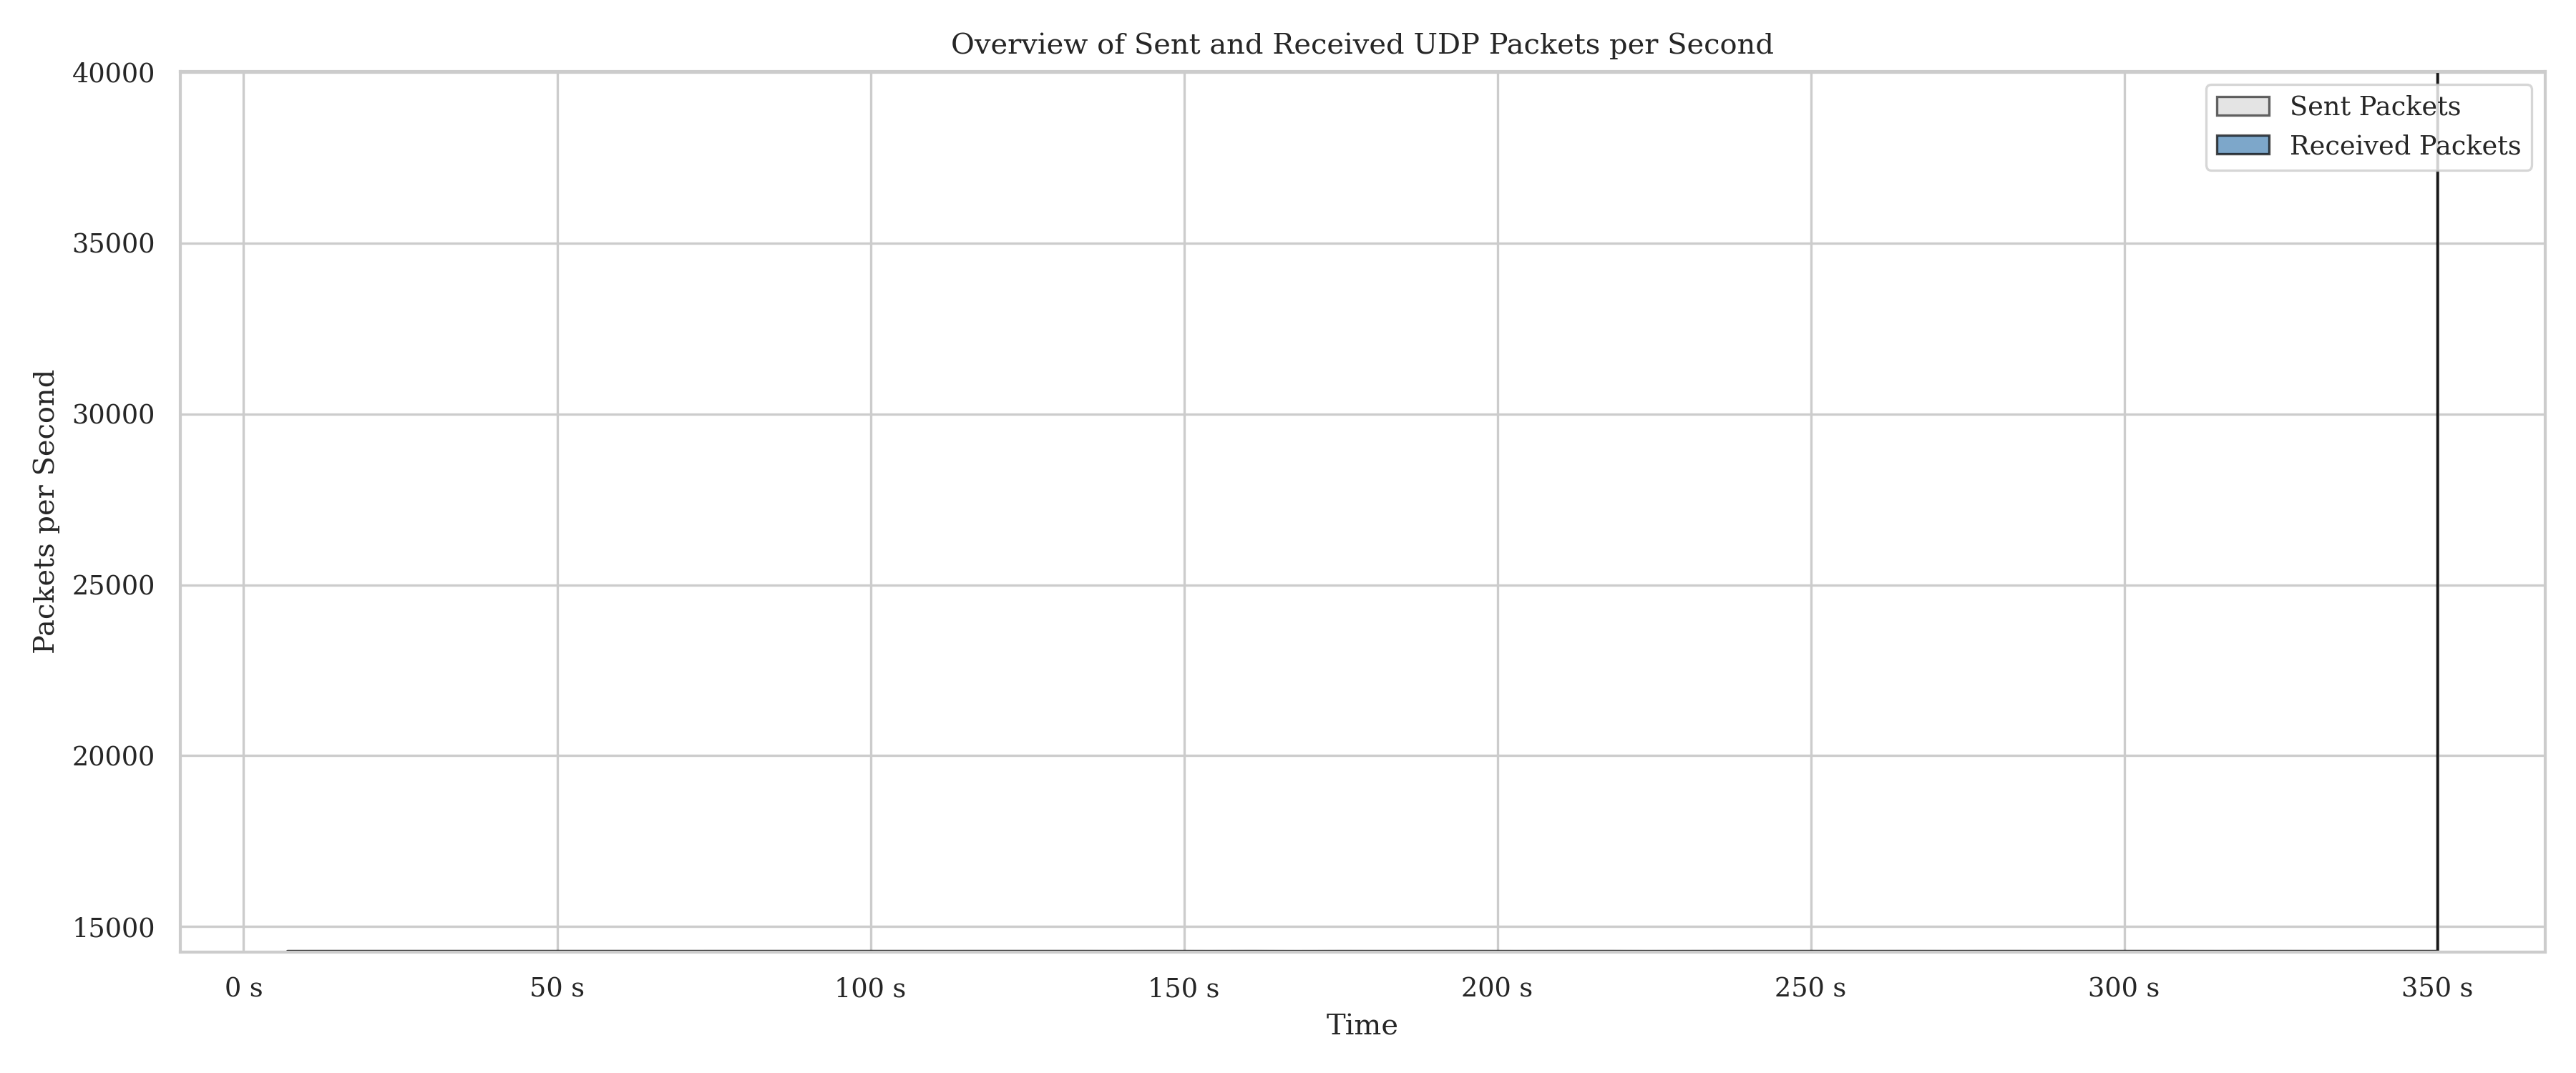 Overview of Sent and Received UDP Packets per Second
40000
35000
30000
25000
20000
15000
Packets per Second
Sent Packets
Received Packets
0 s 50 s 100 s 150 s 200 s 250 s 300 s 350 s
Time